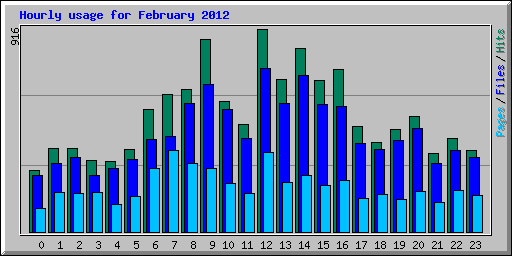 Hourly usage for February 2012
916
Pages / Files / Hits
0 1 2 3 4 5 6 7 8 9 10 11 12 13 14 15 16 17 18 19 20 21 22 23